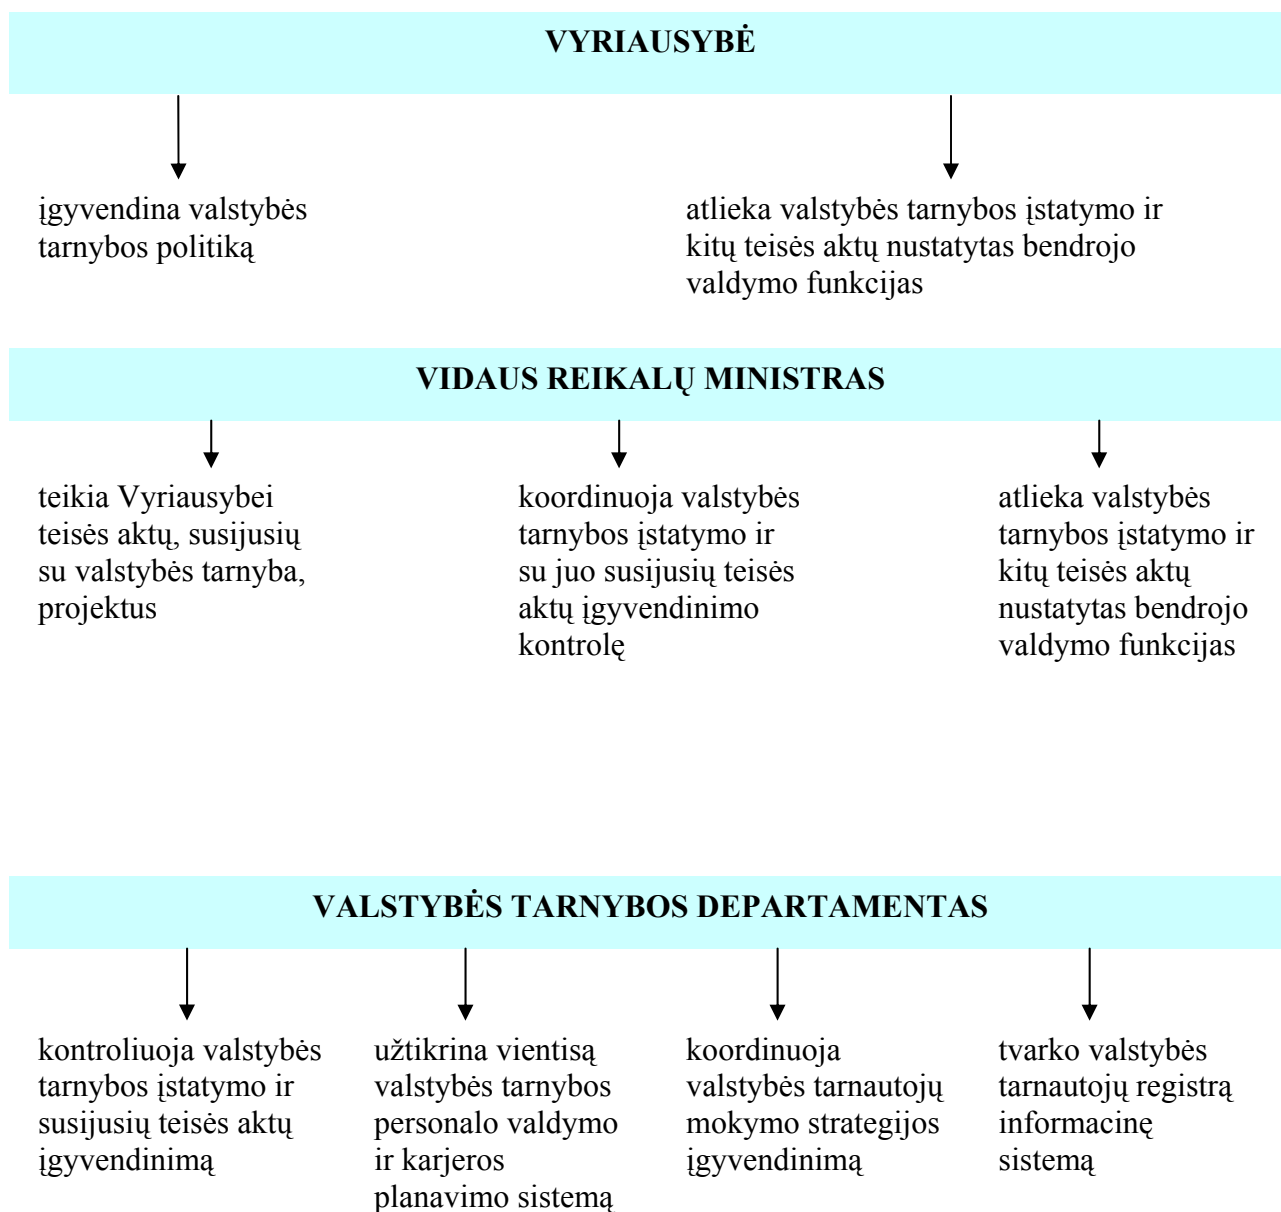 VYRIAUSYBĖ
įgyvendina valstybės
tarnybos politiką
atlieka valstybės tarnybos įstatymo ir
kitų teisės aktų nustatytas bendrojo
valdymo funkcijas
VIDAUS REIKALŲ MINISTRAS
teikia Vyriausybei
teisės aktų, susijusių
su valstybės tarnyba,
projektus
koordinuoja valstybės
tarnybos įstatymo ir
su juo susijusių teisės
aktų įgyvendinimo
kontrolę
atlieka valstybės
tarnybos įstatymo ir
kitų teisės aktų
nustatytas bendrojo
valdymo funkcijas
VALSTYBĖS TARNYBOS DEPARTAMENTAS
kontroliuoja valstybės
tarnybos įstatymo ir
susijusių teisės aktų
įgyvendinimą
užtikrina vientisą
valstybės tarnybos
personalo valdymo
ir karjeros
planavimo sistemą
koordinuoja
valstybės tarnautojų
mokymo strategijos
įgyvendinimą
tvarko valstybės
tarnautojų registrą
informacinę
sistemą